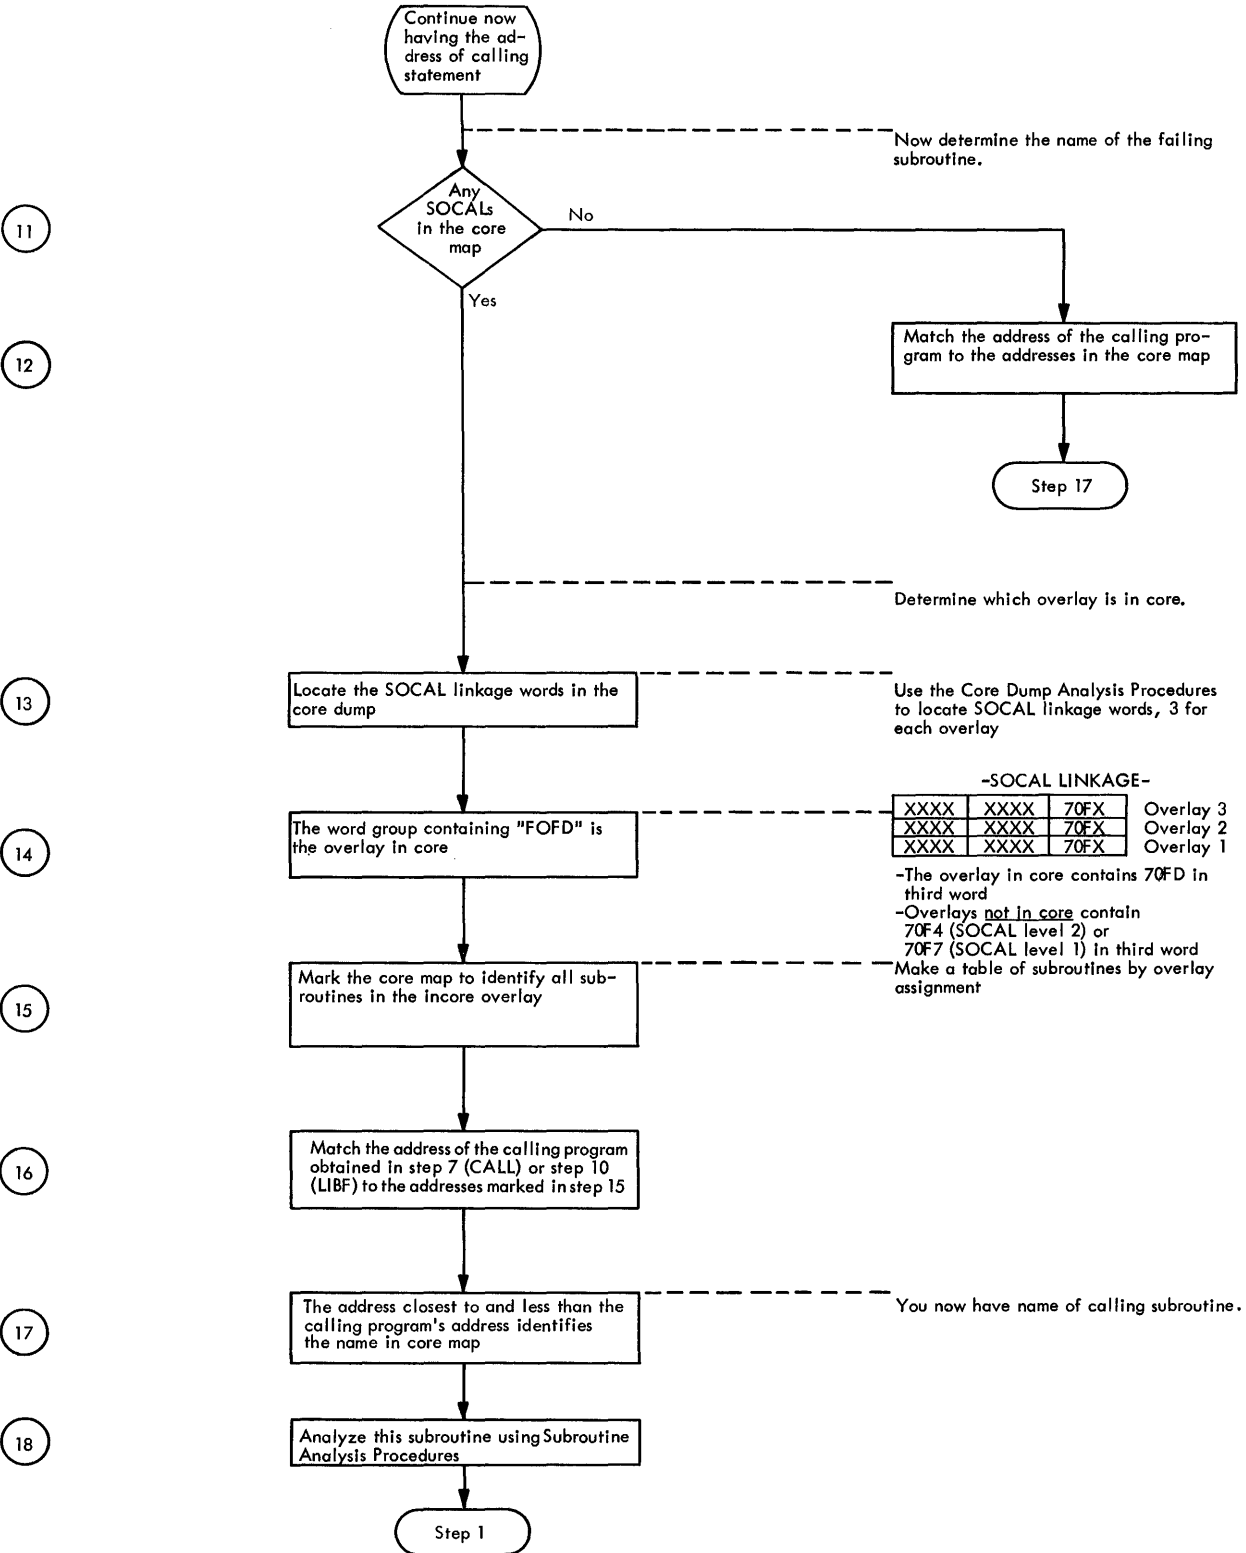 Continue now
having the ad-
dress of calling
statement
Now determine the name of the failing
subroutine.
11
Any
SOCALs
in the core
map
No
Yes
12
Match the address of the calling pro-
gram to the addresses in the core map
Step 17
Determine which overlay is in core.
13
Locate the SOCAL linkage words in the
core dump
Use the Core Dump Analysis Procedures
to locate SOCAL linkage words, 3 for
each overlay
-SOCAL LINKAGE-
XXXX XXXX 70FX Overlay 3
XXXX XXXX 70FX Overlay 2
XXXX XXXX 70FX Overlay 1
14
The word group containing "FOFD" is
the overlay in core
-The overlay in core contains 70FD in
third word
-Overlays not in core contain
70F4 (SOCAL level 2) or
70F7 (SOCAL level 1) in third word
15
Mark the core map to identify all sub-
routines in the incore overlay
Make a table of subroutines by overlay
assignment
16
Match the address of the calling program
obtained in step 7 (CALL) or step 10
(LIBF) to the addresses marked in step 15
17
The address closest to and less than the
calling program's address identifies
the name in core map
You now have name of calling subroutine.
18
Analyze this subroutine using Subroutine
Analysis Procedures
Step 1